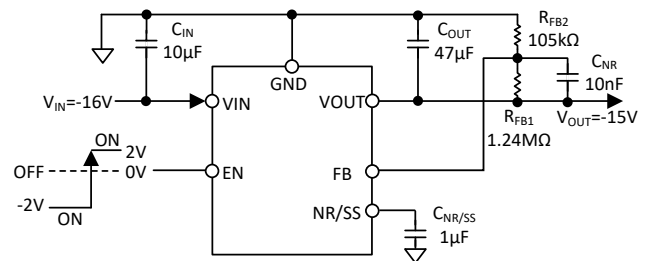 CIN
10µF
COUT
47µF
RFB2
105kΩ
CNR
10nF
GND
VIN=-16V
VIN
VOUT
RFB1
1.24MΩ
VOUT=-15V
ON
2V
OFF
0V
EN
FB
-2V
ON
NR/SS
CNR/SS
1µF